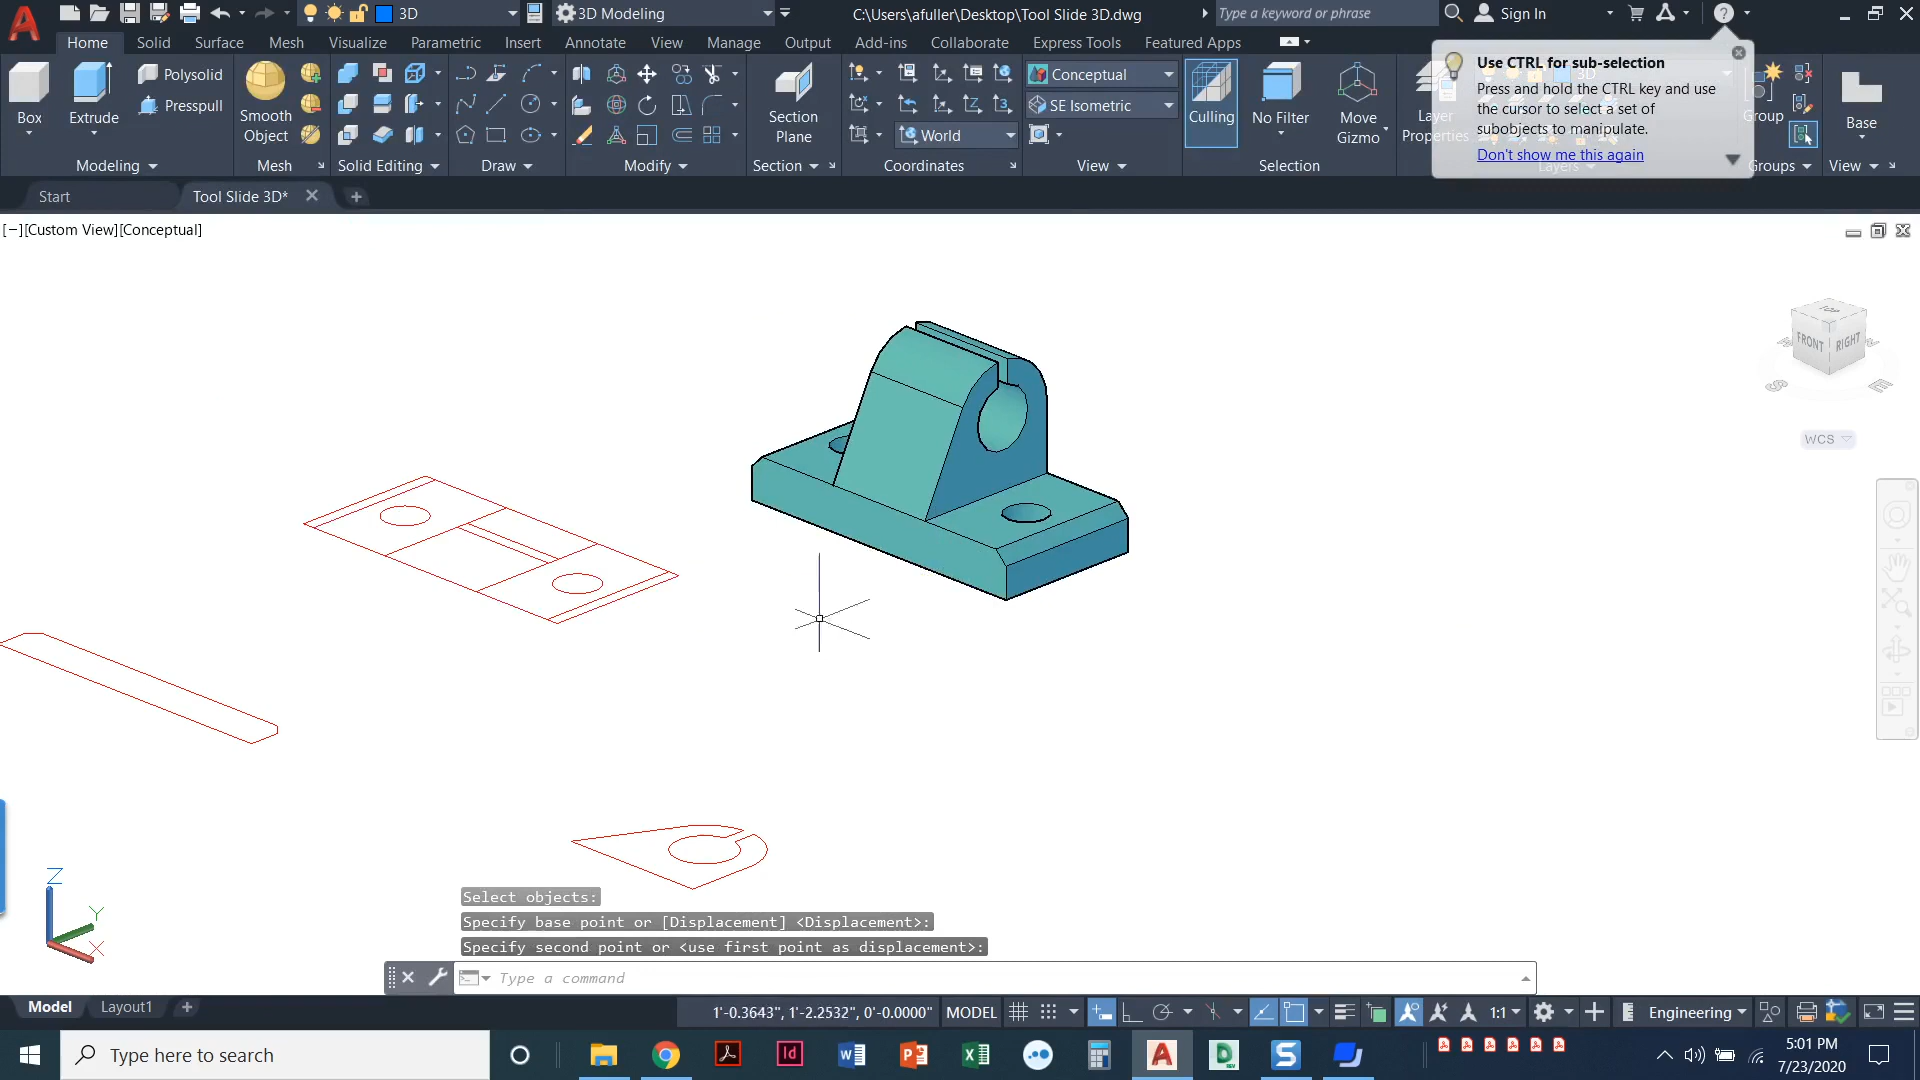 3D
3D Modeling
C:\Users\afuller\Desktop\Tool Slide 3D.dwg
Type a keyword or phrase
Sign In
Home
Solid
Surface
Mesh
Visualize
Parametric
Insert
Annotate
View
Manage
Output
Add-ins
Collaborate
Express Tools
Featured Apps
Use CTRL for sub-selection
Press and hold the CTRL key and use
the cursor to select a set of
subobjects to manipulate.
Don't show me this again
Box
Extrude
Polysolid
Presspull
Smooth
Object
Section
Plane
World
Conceptual
SE Isometric
Culling
No Filter
Move
Gizmo
Layer
Properties
Group
Base
Modeling
Mesh
Solid Editing
Draw
Modify
Section
Coordinates
View
Selection
Layers
Groups
View
Start
Tool Slide 3D*
[−][Custom View][Conceptual]
TOP
FRONT
RIGHT
S
E
WCS
Z
Y
X
Select objects:
Specify base point or [Displacement] <Displacement>:
Specify second point or <use first point as displacement>:
Type a command
Model
Layout1
1'-0.3643", 1'-2.2532", 0'-0.0000"
MODEL
1:1
Engineering
Type here to search
5:01 PM
7/23/2020